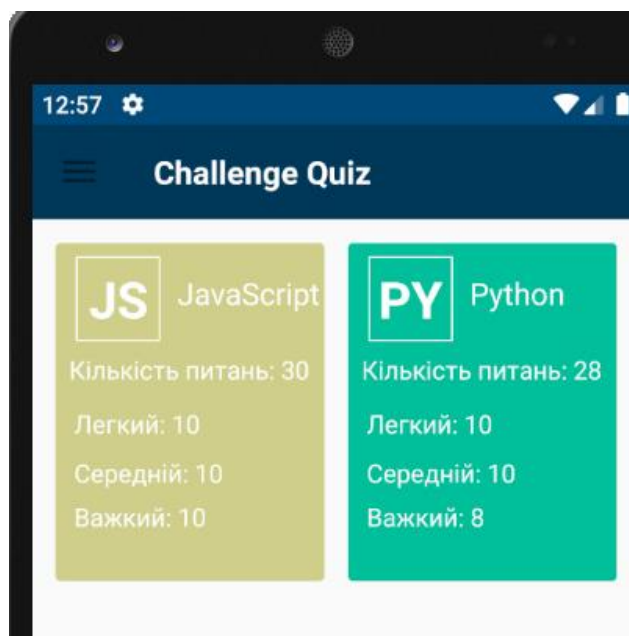 12:57
Challenge Quiz
JS JavaScript
Кількість питань: 30
Легкий: 10
Середній: 10
Важкий: 10
PY Python
Кількість питань: 28
Легкий: 10
Середній: 10
Важкий: 8